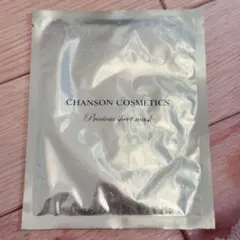 CHANSON COSMETICS
Precious sheet mask